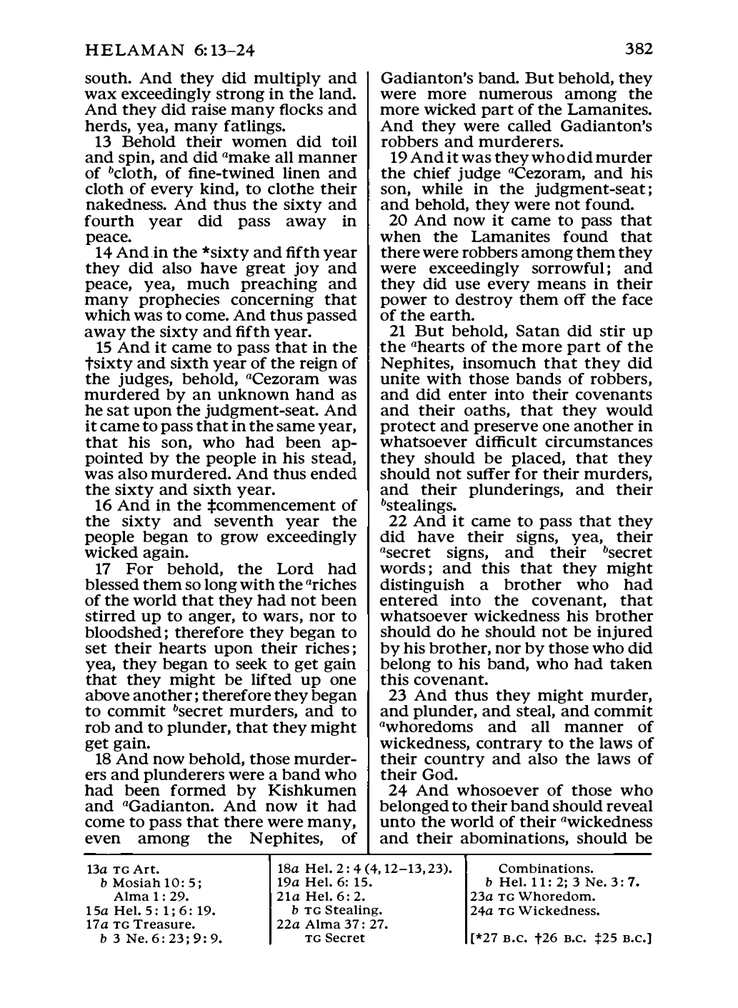 HELAMAN 6:13–24
382
south. And they did multiply and
wax exceedingly strong in the land.
And they did raise many flocks and
herds, yea, many fatlings.
13 Behold their women did toil
and spin, and did ᵃmake all manner
of ᵇcloth, of fine-twined linen and
cloth of every kind, to clothe their
nakedness. And thus the sixty and
fourth year did pass away in
peace.
14 And in the *sixty and fifth year
they did also have great joy and
peace, yea, much preaching and
many prophecies concerning that
which was to come. And thus passed
away the sixty and fifth year.
15 And it came to pass that in the
†sixty and sixth year of the reign of
the judges, behold, ᵃCezoram was
murdered by an unknown hand as
he sat upon the judgment-seat. And
it came to pass that in the same year,
that his son, who had been ap-
pointed by the people in his stead,
was also murdered. And thus ended
the sixty and sixth year.
16 And in the ‡commencement of
the sixty and seventh year the
people began to grow exceedingly
wicked again.
17 For behold, the Lord had
blessed them so long with the ᵃriches
of the world that they had not been
stirred up to anger, to wars, nor to
bloodshed; therefore they began to
set their hearts upon their riches;
yea, they began to seek to get gain
that they might be lifted up one
above another; therefore they began
to commit ᵇsecret murders, and to
rob and to plunder, that they might
get gain.
18 And now behold, those murder-
ers and plunderers were a band who
had been formed by Kishkumen
and ᵃGadianton. And now it had
come to pass that there were many,
even among the Nephites, of
Gadianton's band. But behold, they
were more numerous among the
more wicked part of the Lamanites.
And they were called Gadianton's
robbers and murderers.
19 And it was they who did murder
the chief judge ᵃCezoram, and his
son, while in the judgment-seat;
and behold, they were not found.
20 And now it came to pass that
when the Lamanites found that
there were robbers among them they
were exceedingly sorrowful; and
they did use every means in their
power to destroy them off the face
of the earth.
21 But behold, Satan did stir up
the ᵃhearts of the more part of the
Nephites, insomuch that they did
unite with those bands of robbers,
and did enter into their covenants
and their oaths, that they would
protect and preserve one another in
whatsoever difficult circumstances
they should be placed, that they
should not suffer for their murders,
and their plunderings, and their
ᵇstealings.
22 And it came to pass that they
did have their signs, yea, their
ᵃsecret signs, and their ᵇsecret
words; and this that they might
distinguish a brother who had
entered into the covenant, that
whatsoever wickedness his brother
should do he should not be injured
by his brother, nor by those who did
belong to his band, who had taken
this covenant.
23 And thus they might murder,
and plunder, and steal, and commit
ᵃwhoredoms and all manner of
wickedness, contrary to the laws of
their country and also the laws of
their God.
24 And whosoever of those who
belonged to their band should reveal
unto the world of their ᵃwickedness
and their abominations, should be
13a TG Art.
b Mosiah 10: 5;
Alma 1: 29.
15a Hel. 5: 1; 6: 19.
17a TG Treasure.
b 3 Ne. 6: 23; 9: 9.
18a Hel. 2: 4 (4, 12–13, 23).
19a Hel. 6: 15.
21a Hel. 6: 2.
b TG Stealing.
22a Alma 37: 27.
TG Secret
Combinations.
b Hel. 11: 2; 3 Ne. 3: 7.
23a TG Whoredom.
24a TG Wickedness.
[*27 B.C. †26 B.C. ‡25 B.C.]